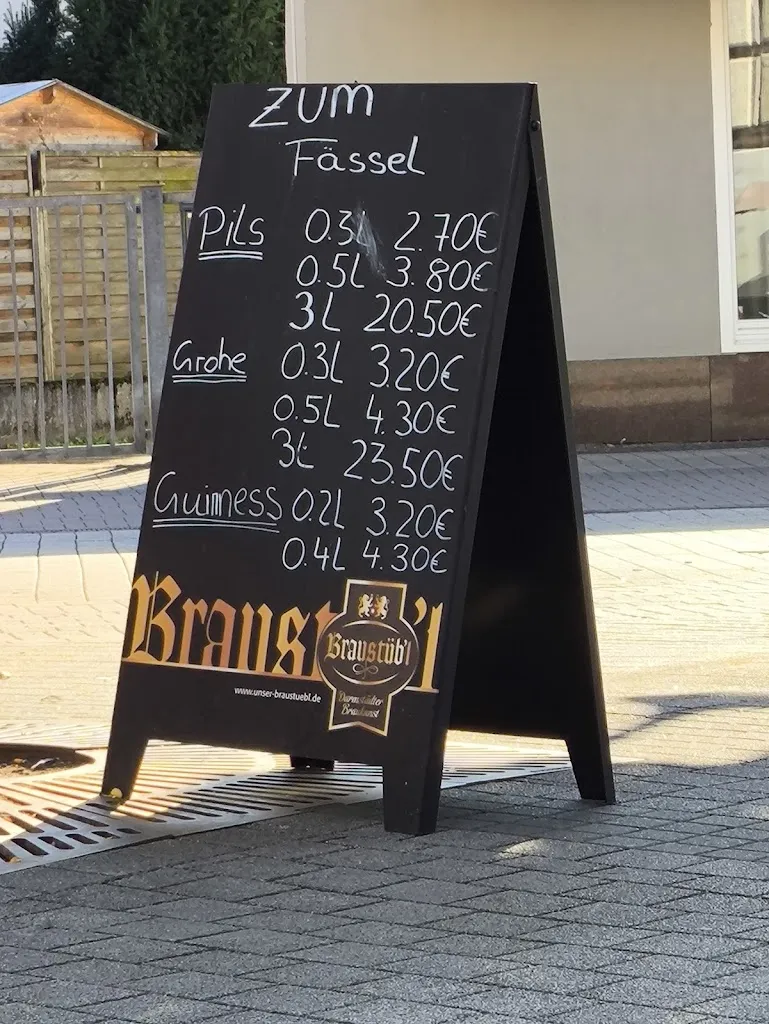 Zum
Fässel
Pils 0.3L 2.70€
0.5L 3.80€
3L 20.50€
Grohe 0.3L 3.20€
0.5L 4.30€
3L 23.50€
Guinness 0.2L 3.20€
0.4L 4.30€
Braustüb'l
Braustüb'l
www.unser-braustuebl.de
Darmstädter
Braukunst